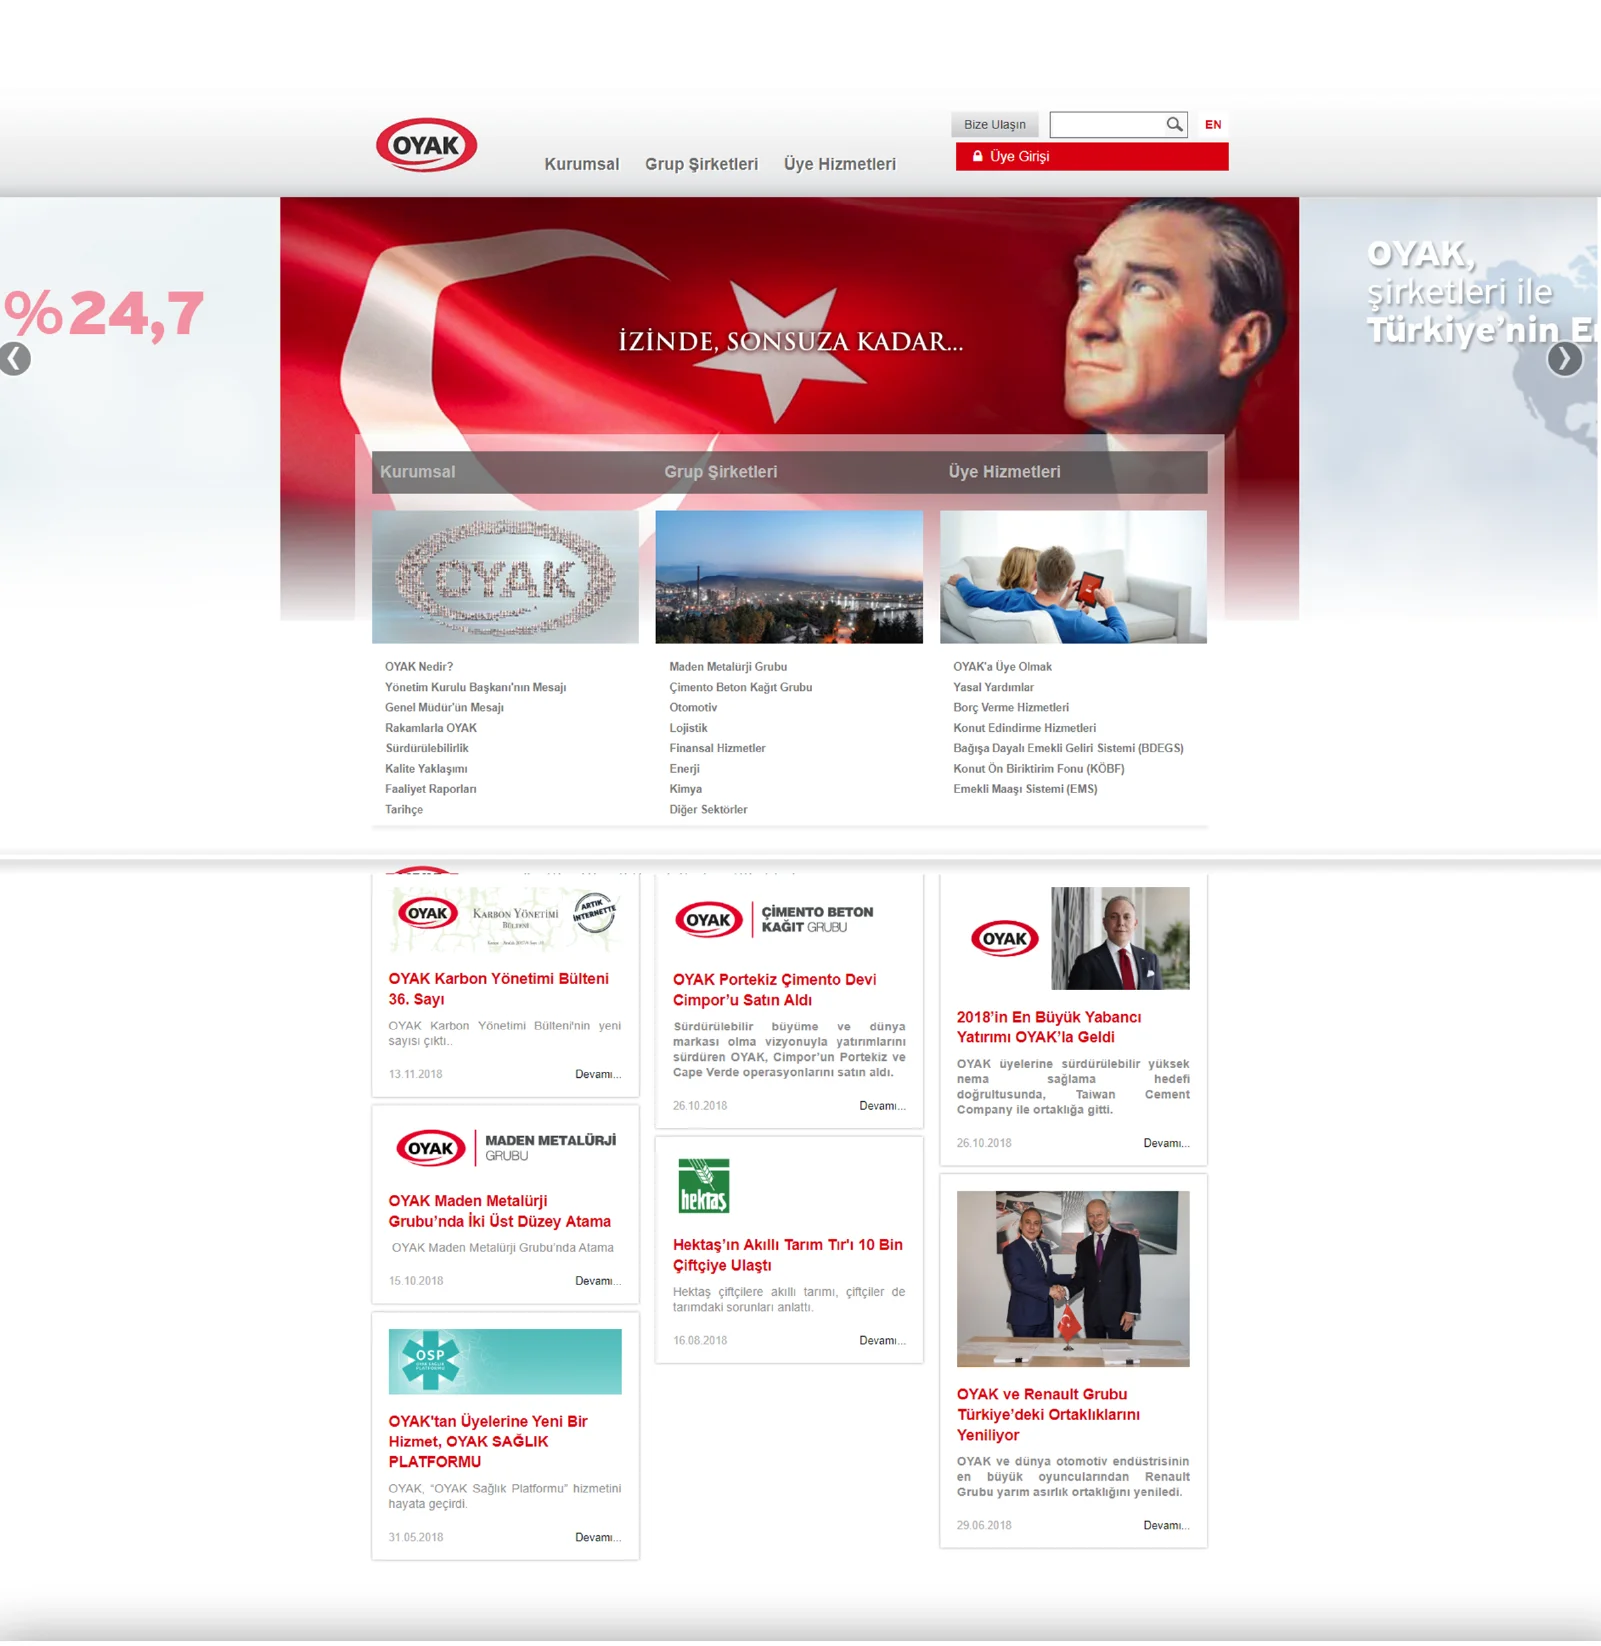 OYAK
Bize Ulaşın
EN
Üye Girişi
Kurumsal
Grup Şirketleri
Üye Hizmetleri
%24,7
İZİNDE, SONSUZA KADAR...
OYAK,
şirketleri ile
Türkiye'nin
Kurumsal
Grup Şirketleri
Üye Hizmetleri
OYAK
OYAK Nedir?
Yönetim Kurulu Başkanı'nın Mesajı
Genel Müdür'ün Mesajı
Rakamlarla OYAK
Sürdürülebilirlik
Kalite Yaklaşımı
Faaliyet Raporları
Tarihçe
Maden Metalürji Grubu
Çimento Beton Kağıt Grubu
Otomotiv
Lojistik
Finansal Hizmetler
Enerji
Kimya
Diğer Sektörler
OYAK'a Üye Olmak
Yasal Yardımlar
Borç Verme Hizmetleri
Konut Edindirme Hizmetleri
Bağışa Dayalı Emekli Geliri Sistemi (BDEGS)
Konut Ön Biriktirim Fonu (KÖBF)
Emekli Maaşı Sistemi (EMS)
OYAK
KARBON YÖNETİMİ
BÜLTENİ
ARTIK
İNTERNETTE
OYAK Karbon Yönetimi Bülteni
36. Sayı
OYAK Karbon Yönetimi Bülteni'nin yeni
sayısı çıktı..
13.11.2018
Devamı...
OYAK
MADEN METALÜRJİ
GRUBU
OYAK Maden Metalürji
Grubu'nda İki Üst Düzey Atama
OYAK Maden Metalürji Grubu'nda Atama
15.10.2018
Devamı...
OSP
OYAK SAĞLIK
PLATFORMU
OYAK'tan Üyelerine Yeni Bir
Hizmet, OYAK SAĞLIK
PLATFORMU
OYAK, “OYAK Sağlık Platformu” hizmetini
hayata geçirdi.
31.05.2018
Devamı...
OYAK
ÇİMENTO BETON
KAĞIT GRUBU
OYAK Portekiz Çimento Devi
Cimpor’u Satın Aldı
Sürdürülebilir büyüme ve dünya
markası olma vizyonuyla yatırımlarını
sürdüren OYAK, Cimpor’un Portekiz ve
Cape Verde operasyonlarını satın aldı.
26.10.2018
Devamı...
hektaş
Hektaş’ın Akıllı Tarım Tır'ı 10 Bin
Çiftçiye Ulaştı
Hektaş çiftçilere akıllı tarımı, çiftçiler de
tarımdaki sorunları anlattı.
16.08.2018
Devamı...
OYAK
2018’in En Büyük Yabancı
Yatırımı OYAK’la Geldi
OYAK üyelerine sürdürülebilir yüksek
nema sağlama hedefi
doğrultusunda, Taiwan Cement
Company ile ortaklığa gitti.
26.10.2018
Devamı...
OYAK ve Renault Grubu
Türkiye’deki Ortaklıklarını
Yeniliyor
OYAK ve dünya otomotiv endüstrisinin
en büyük oyuncularından Renault
Grubu yarım asırlık ortaklığını yeniledi.
29.06.2018
Devamı...